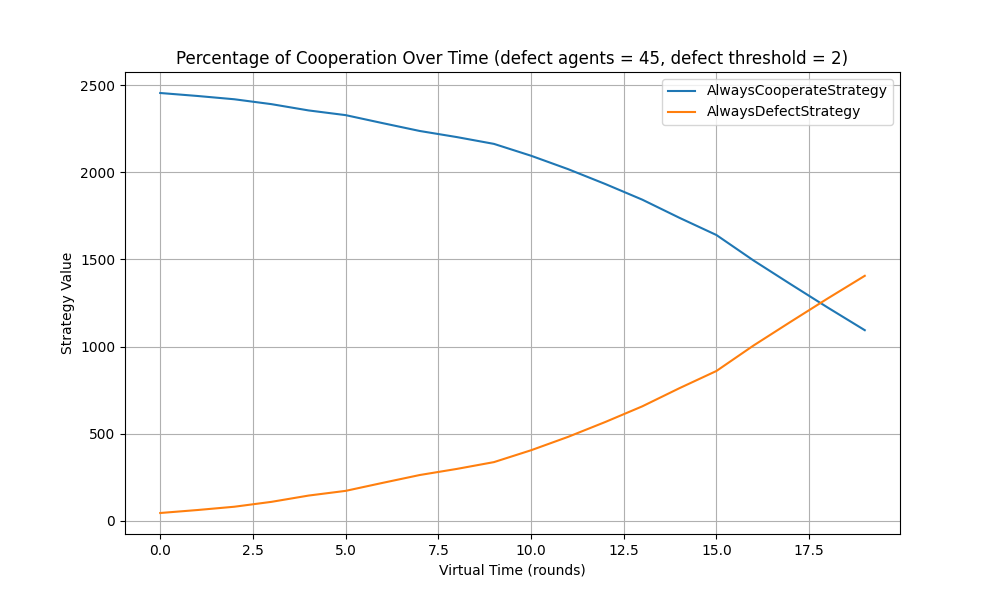 Percentage of Cooperation Over Time (defect agents = 45, defect threshold = 2)
AlwaysCooperateStrategy
AlwaysDefectStrategy
Strategy Value
2500
2000
1500
1000
500
0
0.0 2.5 5.0 7.5 10.0 12.5 15.0 17.5
Virtual Time (rounds)